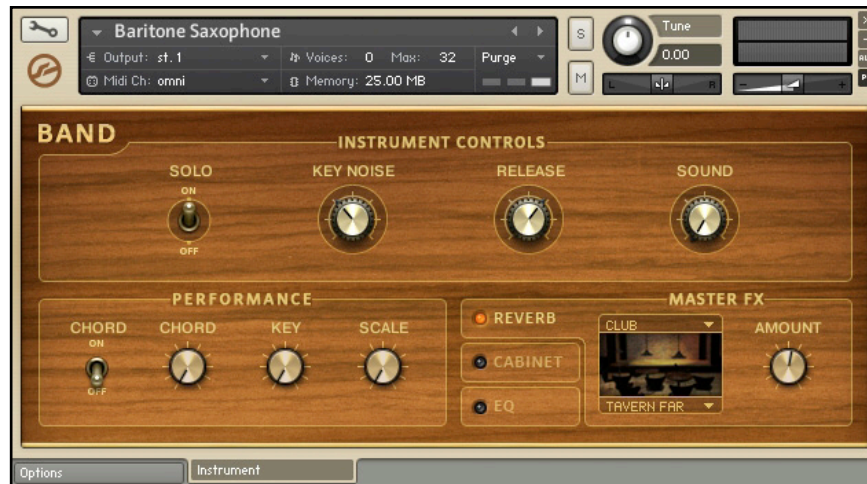 Baritone Saxophone
Output: st. 1
Voices: 0 Max: 32
Purge
Midi Ch: omni
Memory: 25.00 MB
S
M
Tune
0.00
L R
- +
BAND
INSTRUMENT CONTROLS
SOLO KEY NOISE RELEASE SOUND
ON
OFF
PERFORMANCE
CHORD CHORD KEY SCALE
ON
OFF
MASTER FX
REVERB
CABINET
EQ
CLUB
TAVERN FAR
AMOUNT
Options
Instrument